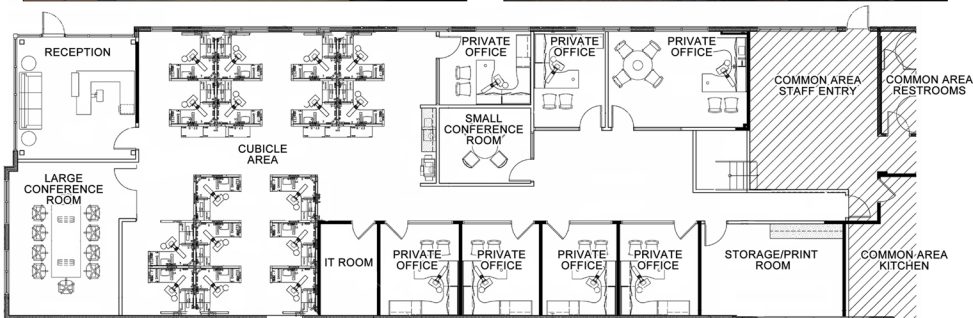 RECEPTION
PRIVATE
OFFICE
PRIVATE
OFFICE
PRIVATE
OFFICE
COMMON AREA
STAFF ENTRY
COMMON AREA
RESTROOMS
SMALL
CONFERENCE
ROOM
CUBICLE
AREA
LARGE
CONFERENCE
ROOM
IT ROOM
PRIVATE
OFFICE
PRIVATE
OFFICE
PRIVATE
OFFICE
PRIVATE
OFFICE
STORAGE/PRINT
ROOM
COMMON AREA
KITCHEN